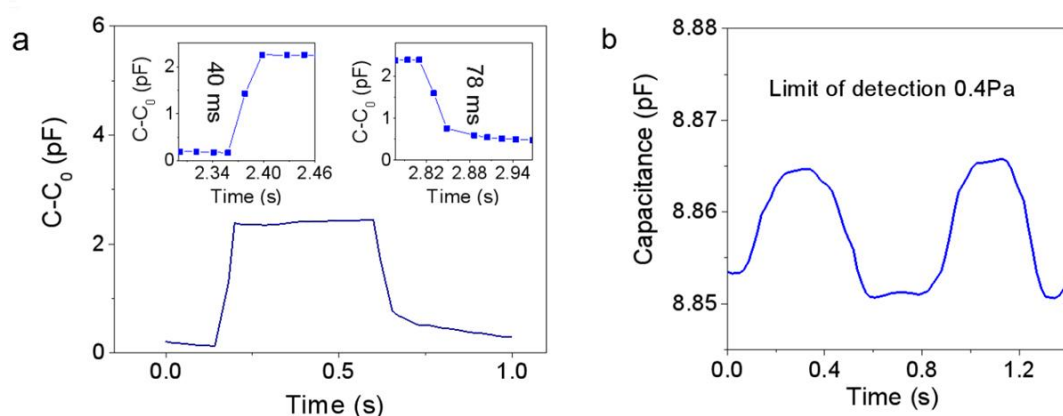 a
C-C0 (pF)
6
4
2
0
0.0
0.5
1.0
Time (s)
C-C0 (pF)
2
1
0
40 ms
2.34
2.40
2.46
Time (s)
C-C0 (pF)
2
0
78 ms
2.82
2.88
2.94
Time (s)
b
Capacitance (pF)
8.88
8.87
8.86
8.85
Limit of detection 0.4Pa
0.0
0.4
0.8
1.2
Time (s)